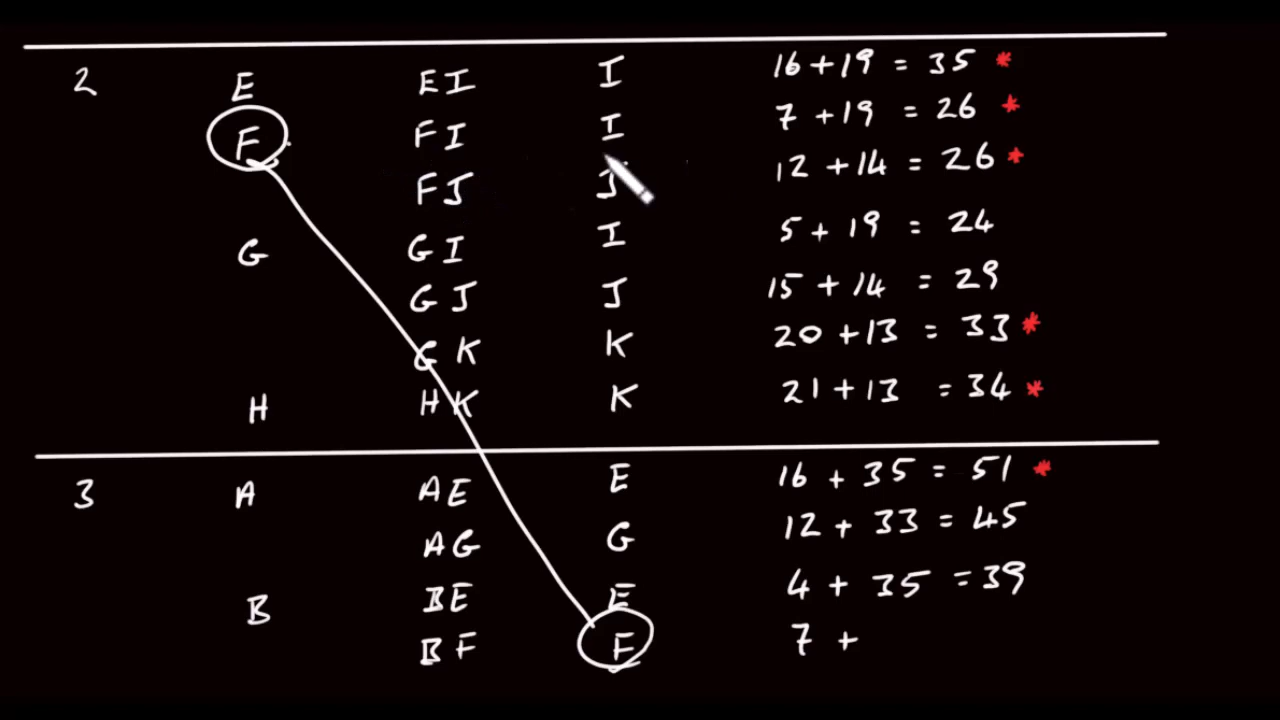 2 E EI I 16 + 19 = 35 *
F FI I 7 + 19 = 26 *
FJ J 12 + 14 = 26 *
G GI I 5 + 19 = 24
GJ J 15 + 14 = 29
GK K 20 + 13 = 33 *
H HK K 21 + 13 = 34 *
3 A AE E 16 + 35 = 51 *
AG G 12 + 33 = 45
B BE E 4 + 35 = 39
BF F 7 +